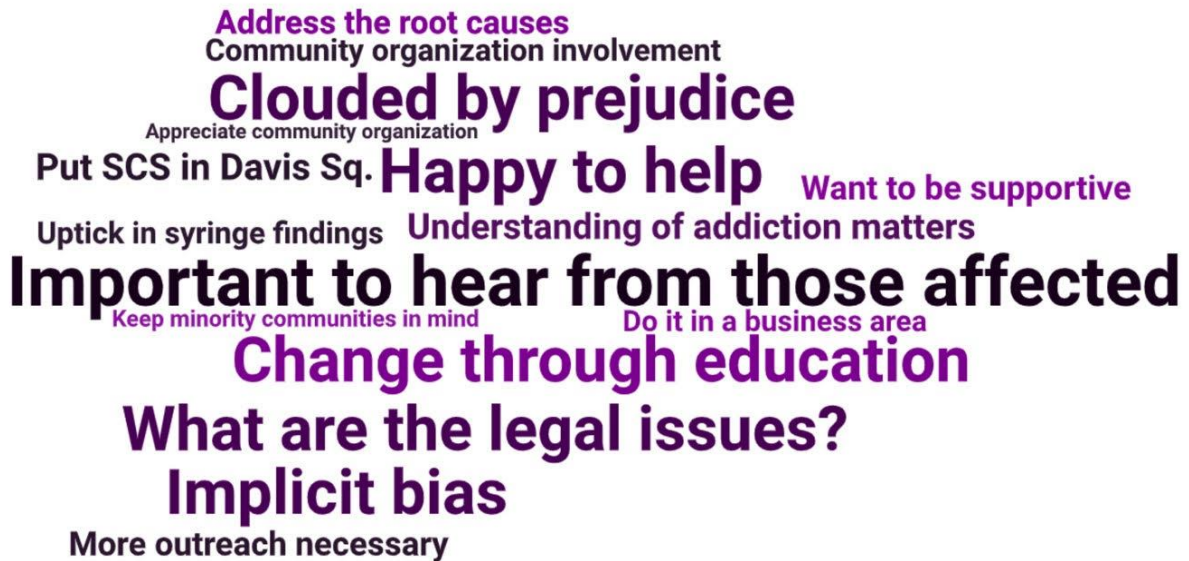 Address the root causes
Community organization involvement
Clouded by prejudice
Appreciate community organization
Put SCS in Davis Sq. Happy to help
Want to be supportive
Uptick in syringe findings Understanding of addiction matters
Important to hear from those affected
Keep minority communities in mind Do it in a business area
Change through education
What are the legal issues?
Implicit bias
More outreach necessary